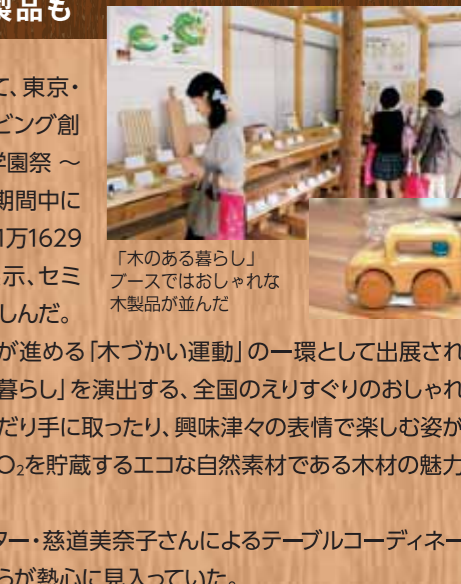 製品も
て、東京・
ビング創
学園祭 ～
期間中に
1万1629
示、セミ
しんだ。
「木のある暮らし」
ブースではおしゃれな
木製品が並んだ
が進める「木づかい運動」の一環として出展され
暮らし」を演出する、全国のえりすぐりのおしゃれ
だり手に取ったり、興味津々の表情で楽しむ姿が
O₂を貯蔵するエコな自然素材である木材の魅力
ター・慈道美奈子さんによるテーブルコーディネー
らが熱心に見入っていた。